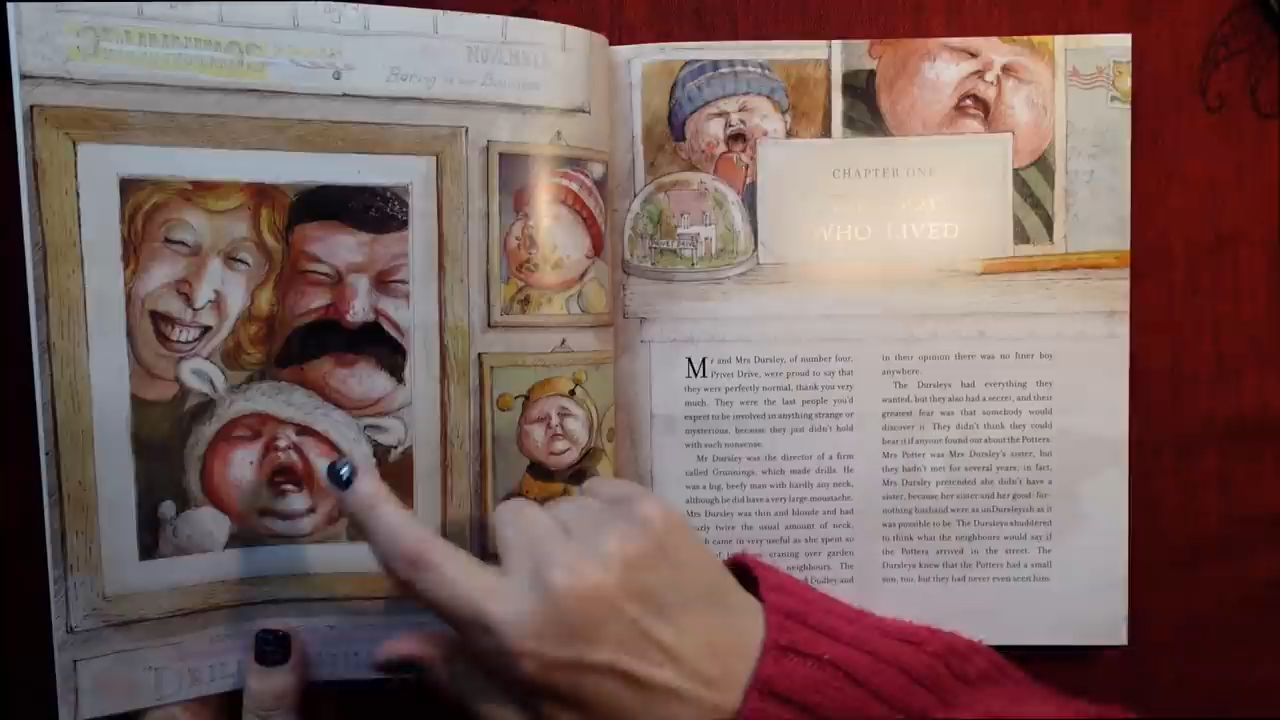 GRUNNINGS
Boring is our Business
CHAPTER ONE
WHO LIVED
PRIVET DRIVE
Mr and Mrs Dursley, of number four,
Privet Drive, were proud to say that
they were perfectly normal, thank you very
much. They were the last people you'd
expect to be involved in anything strange or
mysterious, because they just didn't hold
with such nonsense.
Mr Dursley was the director of a firm
called Grunnings, which made drills. He
was a big, beefy man with hardly any neck,
although he did have a very large moustache.
Mrs Dursley was thin and blonde and had
twice the usual amount of neck,
came in very useful as she spent so
of craning over garden
neighbours. The
Dudley and
in their opinion there was no finer boy
anywhere.
The Dursleys had everything they
wanted, but they also had a secret, and their
greatest fear was that somebody would
discover it. They didn't think they could
bear it if anyone found out about the Potters.
Mrs Potter was Mrs Dursley's sister, but
they hadn't met for several years; in fact,
Mrs Dursley pretended she didn't have a
sister, because her sister and her good-for-
nothing husband were as unDursleyish as it
was possible to be. The Dursleys shuddered
to think what the neighbours would say if
the Potters arrived in the street. The
Dursleys knew that the Potters had a small
son, too, but they had never even seen him.